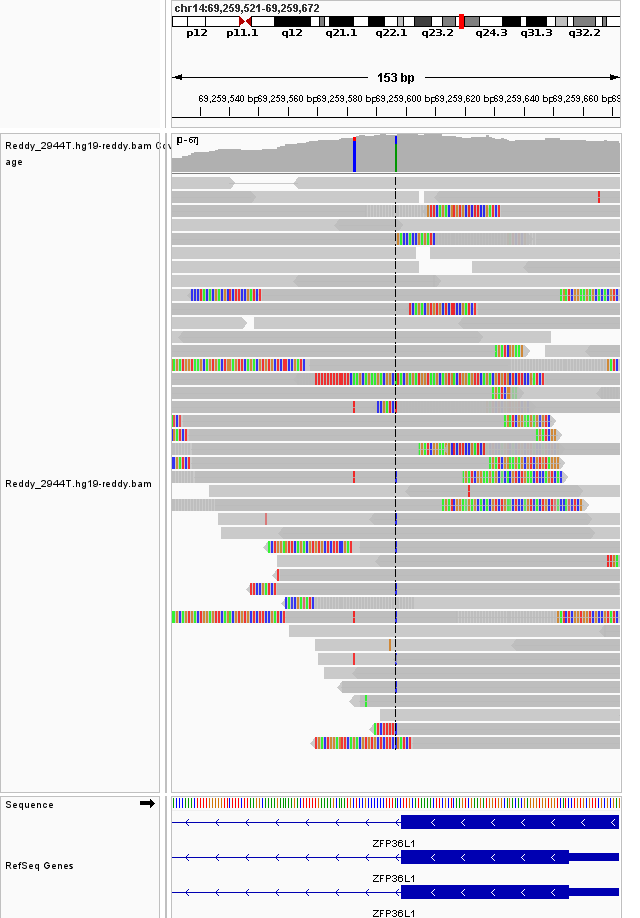 chr14:69,259,521-69,259,672
p12 p11.1 q12 q21.1 q22.1 q23.2 q24.3 q31.3 q32.2
153 bp
69,259,540 bp 69,259,560 bp 69,259,580 bp 69,259,600 bp 69,259,620 bp 69,259,640 bp 69,259,660 bp 69
Reddy_2944T.hg19-reddy.bam Cov
age
[0 - 67]
Reddy_2944T.hg19-reddy.bam
Sequence
ZFP36L1
RefSeq Genes
ZFP36L1
ZFP36L1